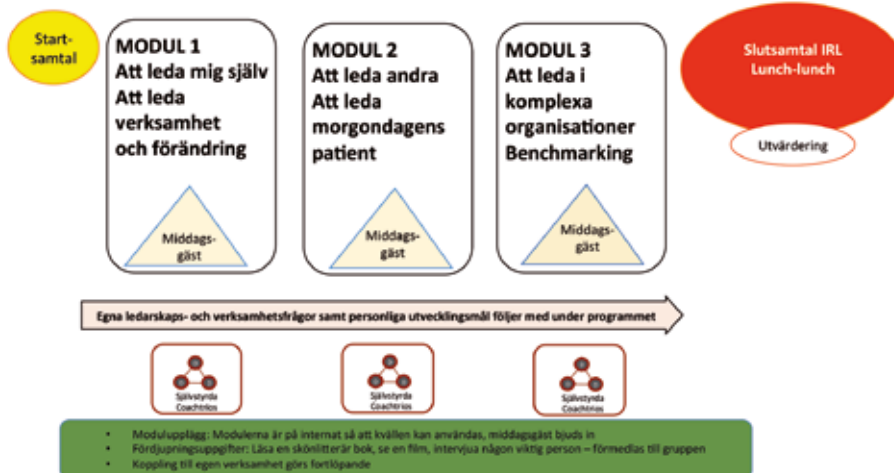 Start-
samtal
MODUL 1
Att leda mig själv
Att leda
verksamhet
och förändring
Middags-
gäst
MODUL 2
Att leda andra
Att leda
morgondagens
patient
Middags-
gäst
MODUL 3
Att leda i
komplexa
organisationer
Benchmarking
Middags-
gäst
Slutsamtal IRL
Lunch-lunch
Utvärdering
Egna ledarskaps- och verksamhetsfrågor samt personliga utvecklingsmål följer med under programmet
Självstyrda
Coachtrios
Självstyrda
Coachtrios
Självstyrda
Coachtrios
• Modulupplägg: Modulerna är på internat så att kvällen kan användas, middagsgäst bjuds in
• Fördjupningsuppgifter: Läsa en skönlitterär bok, se en film, intervjua någon viktig person – förmedlas till gruppen
• Koppling till egen verksamhet görs fortlöpande